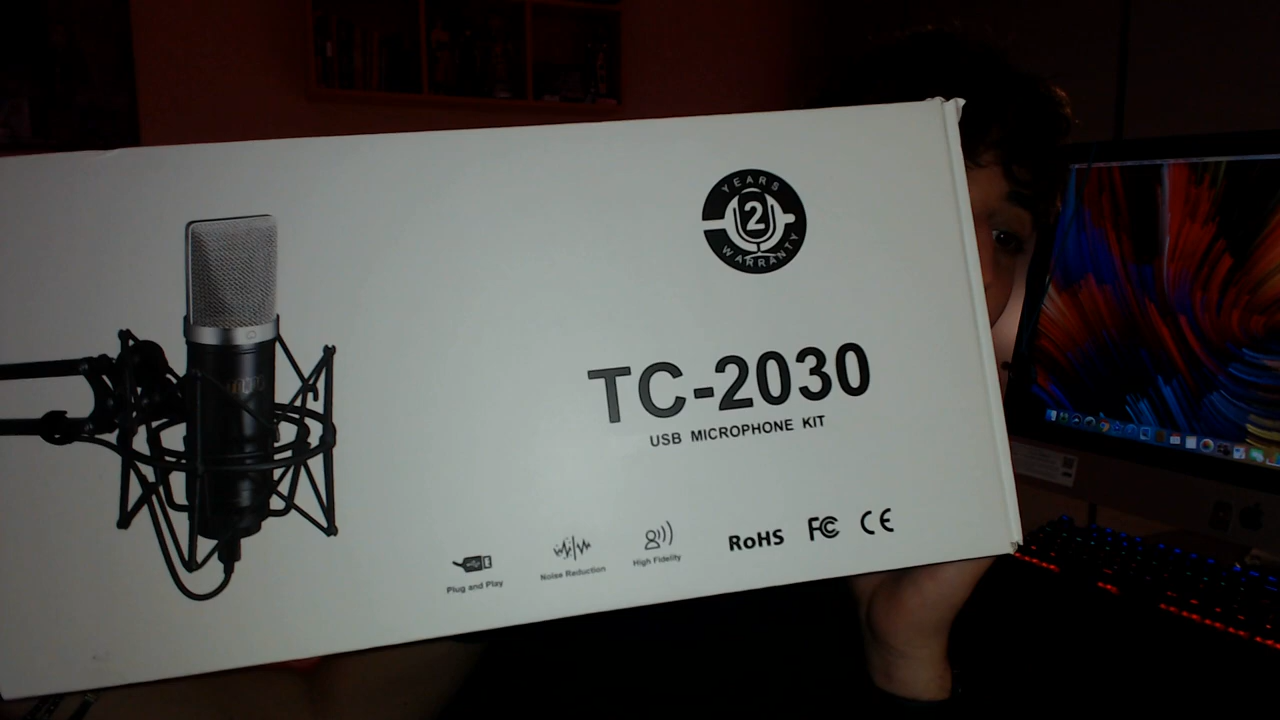 YEARS
2
WARRANTY
TC-2030
USB MICROPHONE KIT
Plug and Play
Noise Reduction
High Fidelity
RoHS
FC
CE